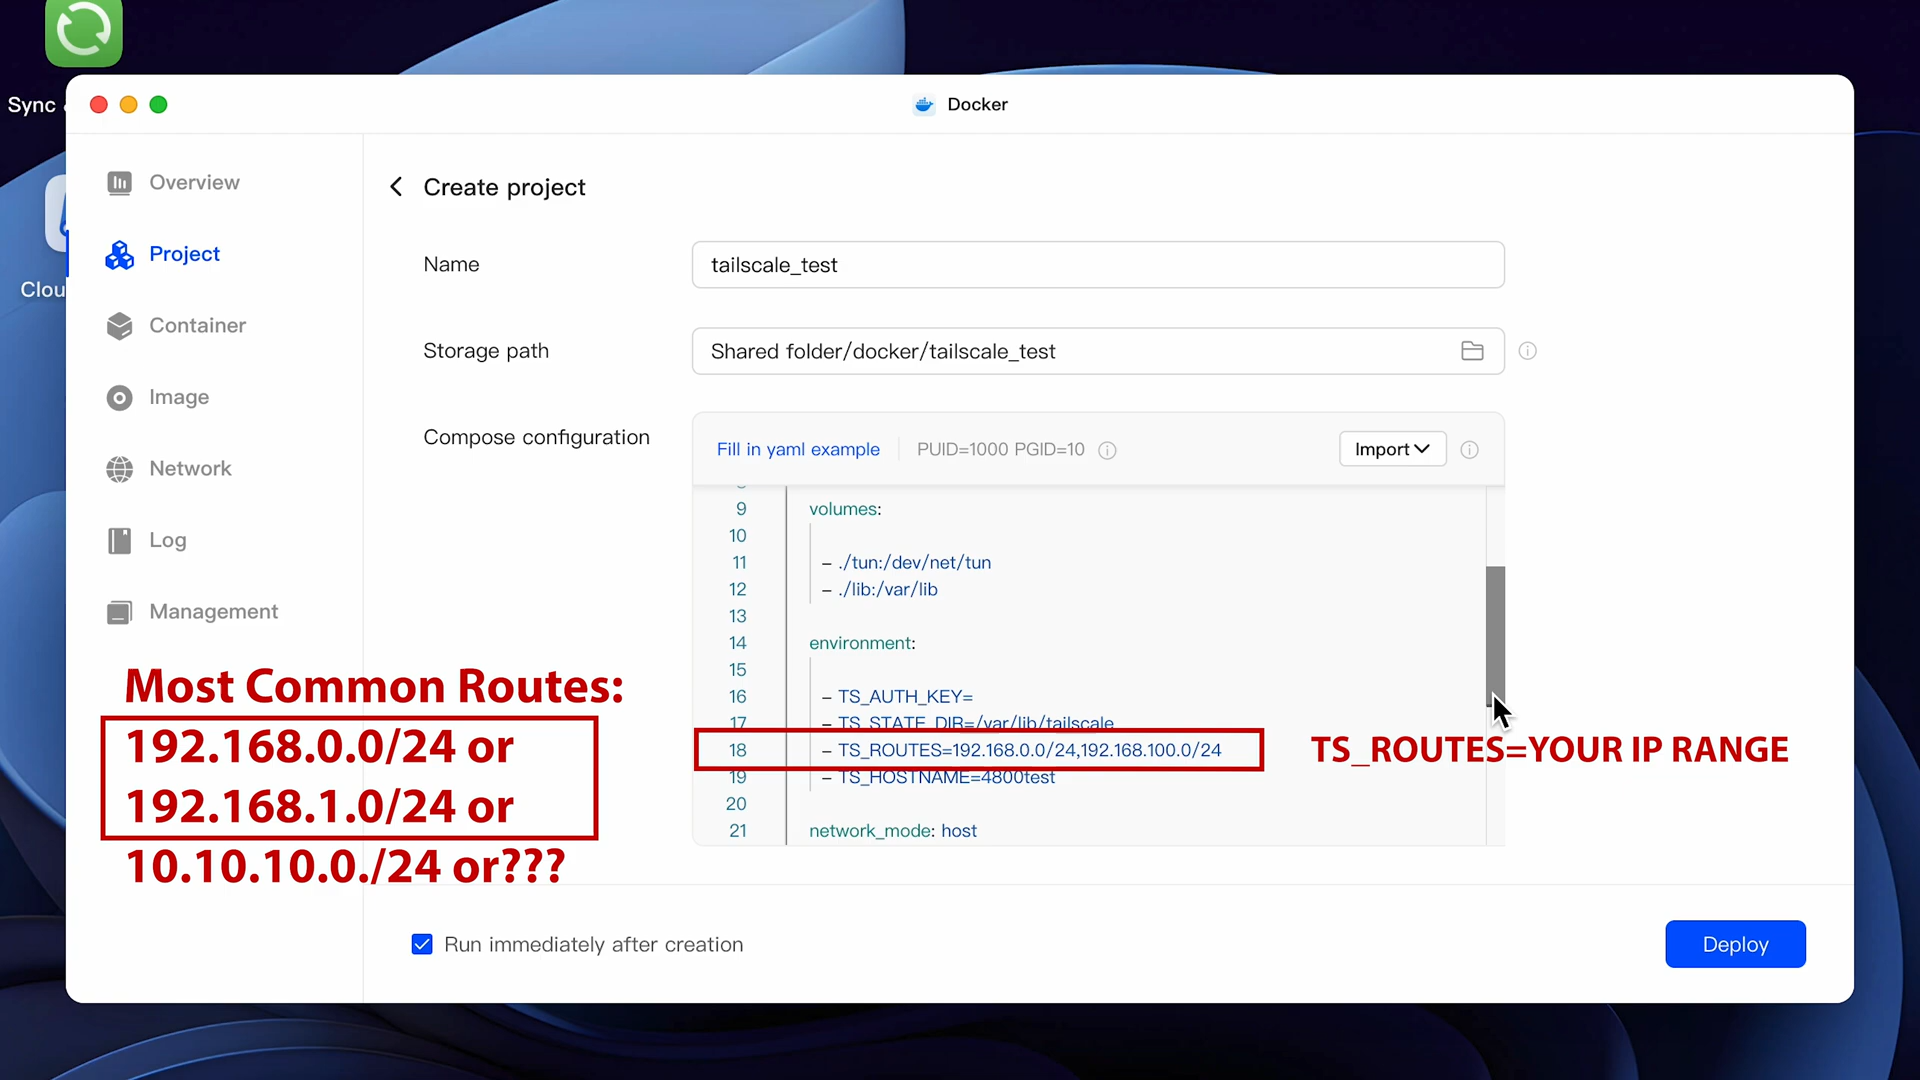 Sync
Docker
Overview
Create project
Project
Name
tailscale_test
Clou
Container
Storage path
Shared folder/docker/tailscale_test
Image
Compose configuration
Fill in yaml example
PUID=1000 PGID=10
Import
Network
Log
Management
9 volumes:
10
11 – ./tun:/dev/net/tun
12 – ./lib:/var/lib
13
14 environment:
15
16 – TS_AUTH_KEY=
17 – TS_STATE_DIR=/var/lib/tailscale
18 – TS_ROUTES=192.168.0.0/24,192.168.100.0/24
19 – TS_HOSTNAME=4800test
20
21 network_mode: host
Most Common Routes:
192.168.0.0/24 or
192.168.1.0/24 or
10.10.10.0./24 or???
TS_ROUTES=YOUR IP RANGE
Run immediately after creation
Deploy